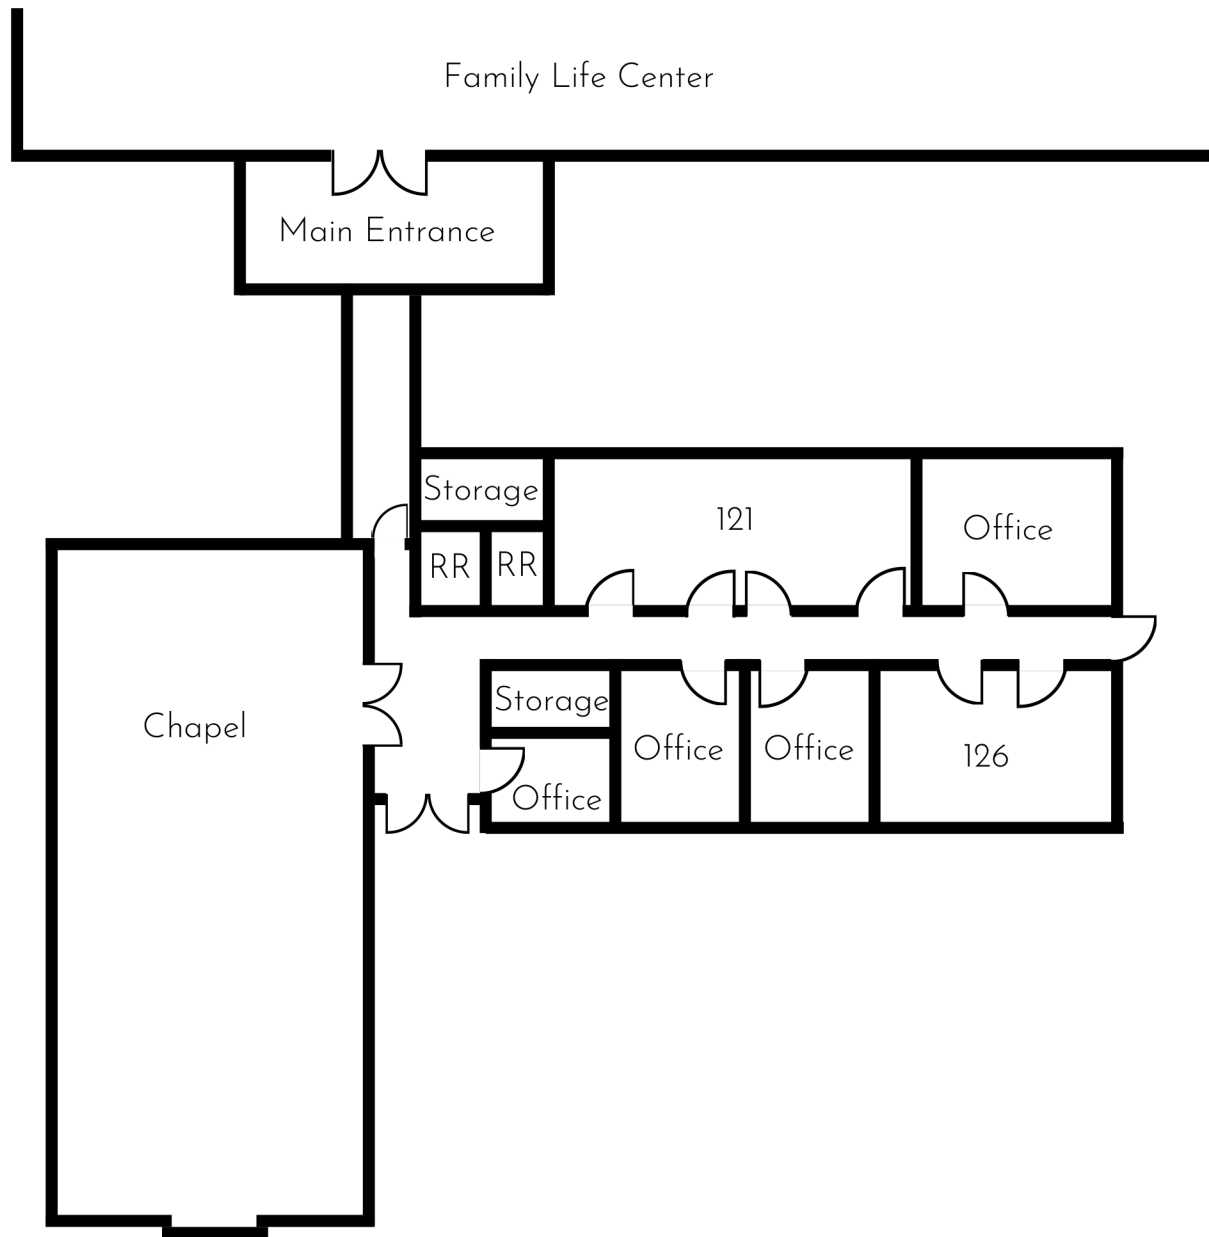 Family Life Center
Main Entrance
Storage
121
Office
RR
RR
Storage
Chapel
Office
Office
126
Office